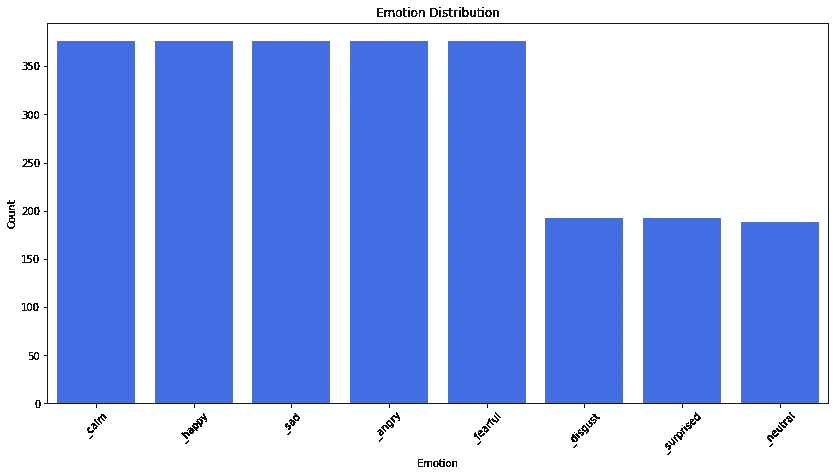 Emotion Distribution
Count
350
300
250
200
150
100
50
0
_calm
_happy
_sad
_angry
_fearful
_disgust
_surprised
_neutral
Emotion